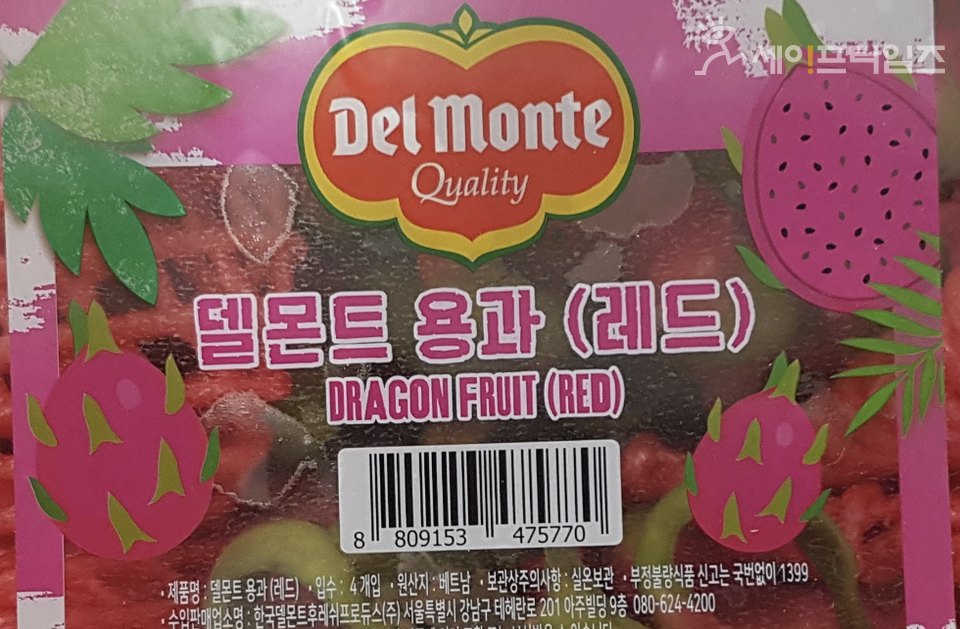 세이프타임즈
Del Monte
Quality
델몬트 용과 (레드)
DRAGON FRUIT (RED)
8 809153 475770
· 제품명 : 델몬트 용과 (레드) · 입수 : 4 개입 · 원산지 : 베트남 · 보관상주의사항 : 실온보관 · 부정불량식품 신고는 국번없이 1399
· 수입판매업소명 : 한국델몬트후레쉬프로듀스(주) 서울특별시 강남구 테헤란로 201 아주빌딩 9층 080-624-4200